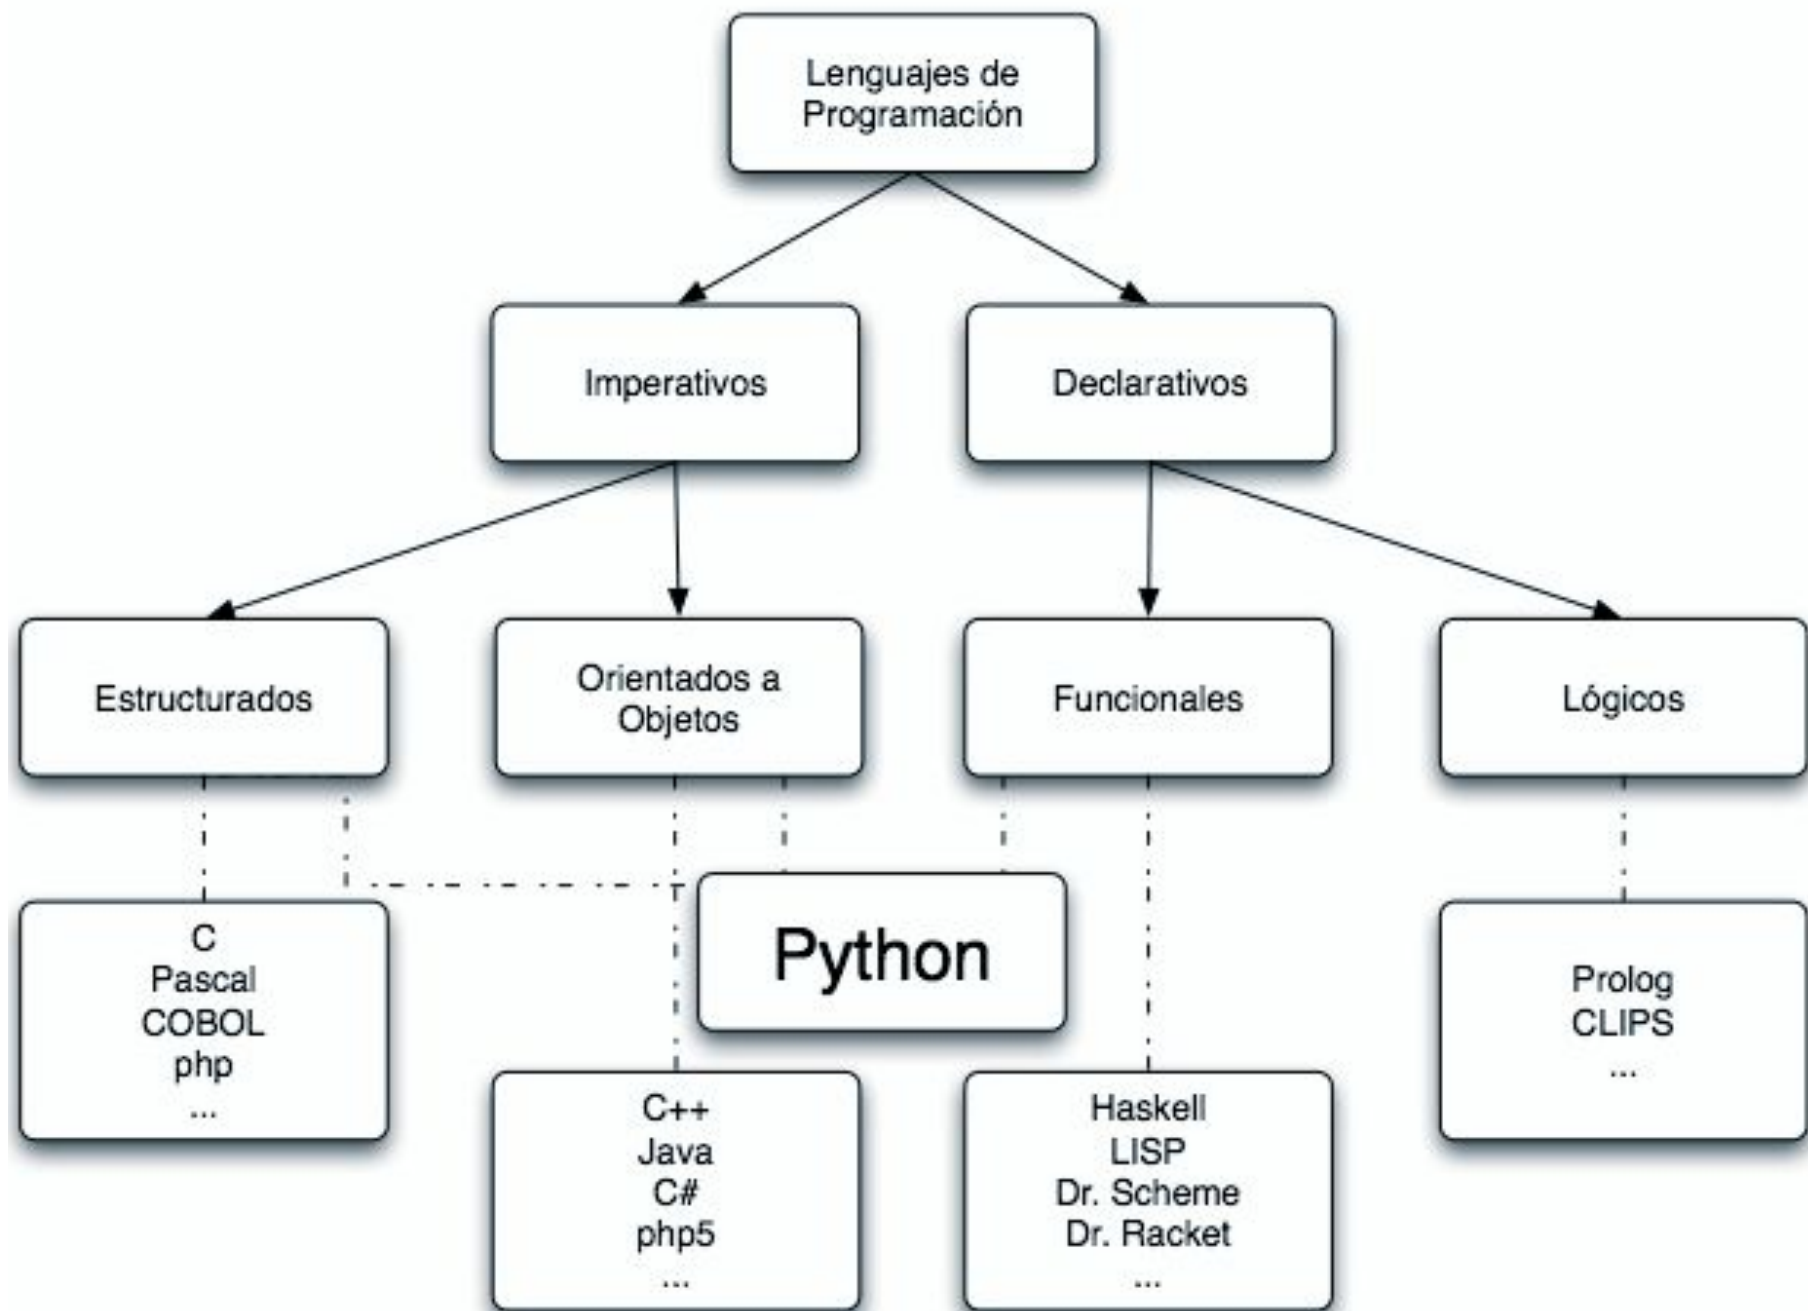 Lenguajes de
Programación
Imperativos
Declarativos
Estructurados
Orientados a
Objetos
Funcionales
Lógicos
C
Pascal
COBOL
php
...
Python
Prolog
CLIPS
...
C++
Java
C#
php5
...
Haskell
LISP
Dr. Scheme
Dr. Racket
...